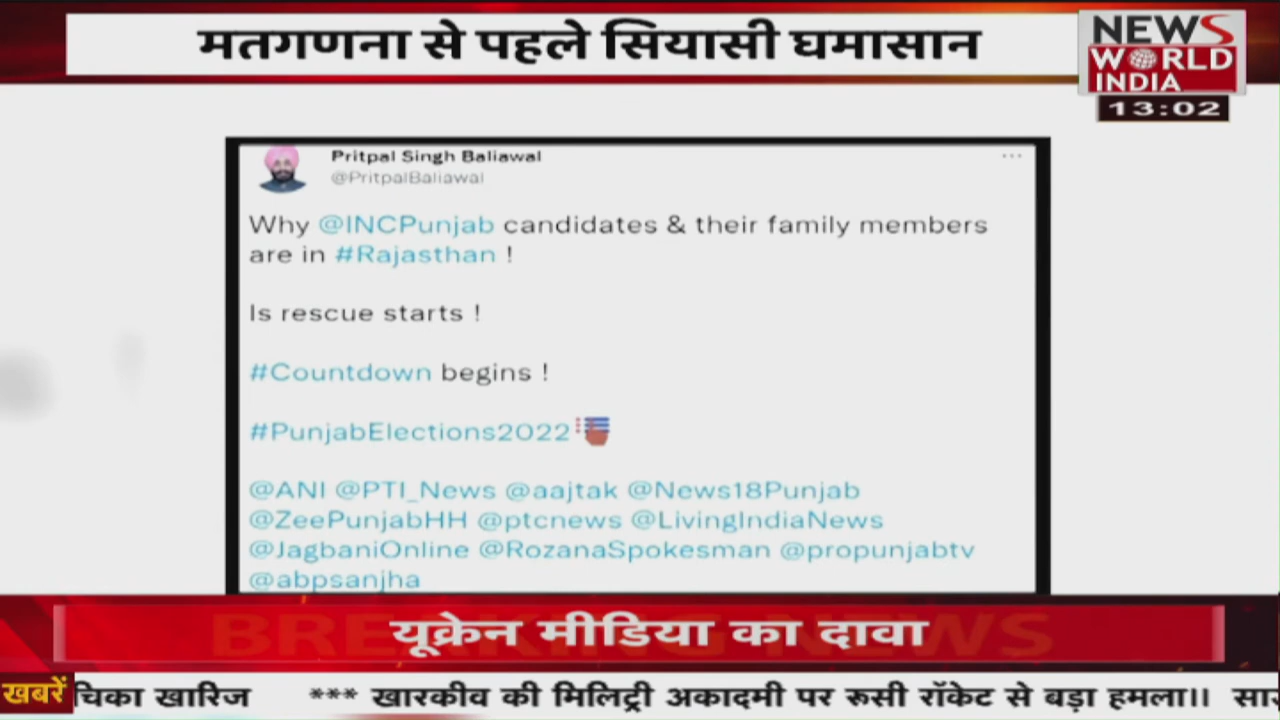 मतगणना से पहले सियासी घमासान
NEWS
WORLD
INDIA
13:02
Pritpal Singh Baliawal
@PritpalBaliawal
Why @INCPunjab candidates & their family members
are in #Rajasthan !
Is rescue starts !
#Countdown begins !
#PunjabElections2022
@ANI @PTI_News @aajtak @News18Punjab
@ZeePunjabHH @ptcnews @LivingIndiaNews
@JagbaniOnline @RozanaSpokesman @propunjabtv
@abpsanjha
BREAKING NEWS
यूक्रेन मीडिया का दावा
खबरें चिका खारिज *** खारकीव की मिलिट्री अकादमी पर रूसी रॉकेट से बड़ा हमला।।